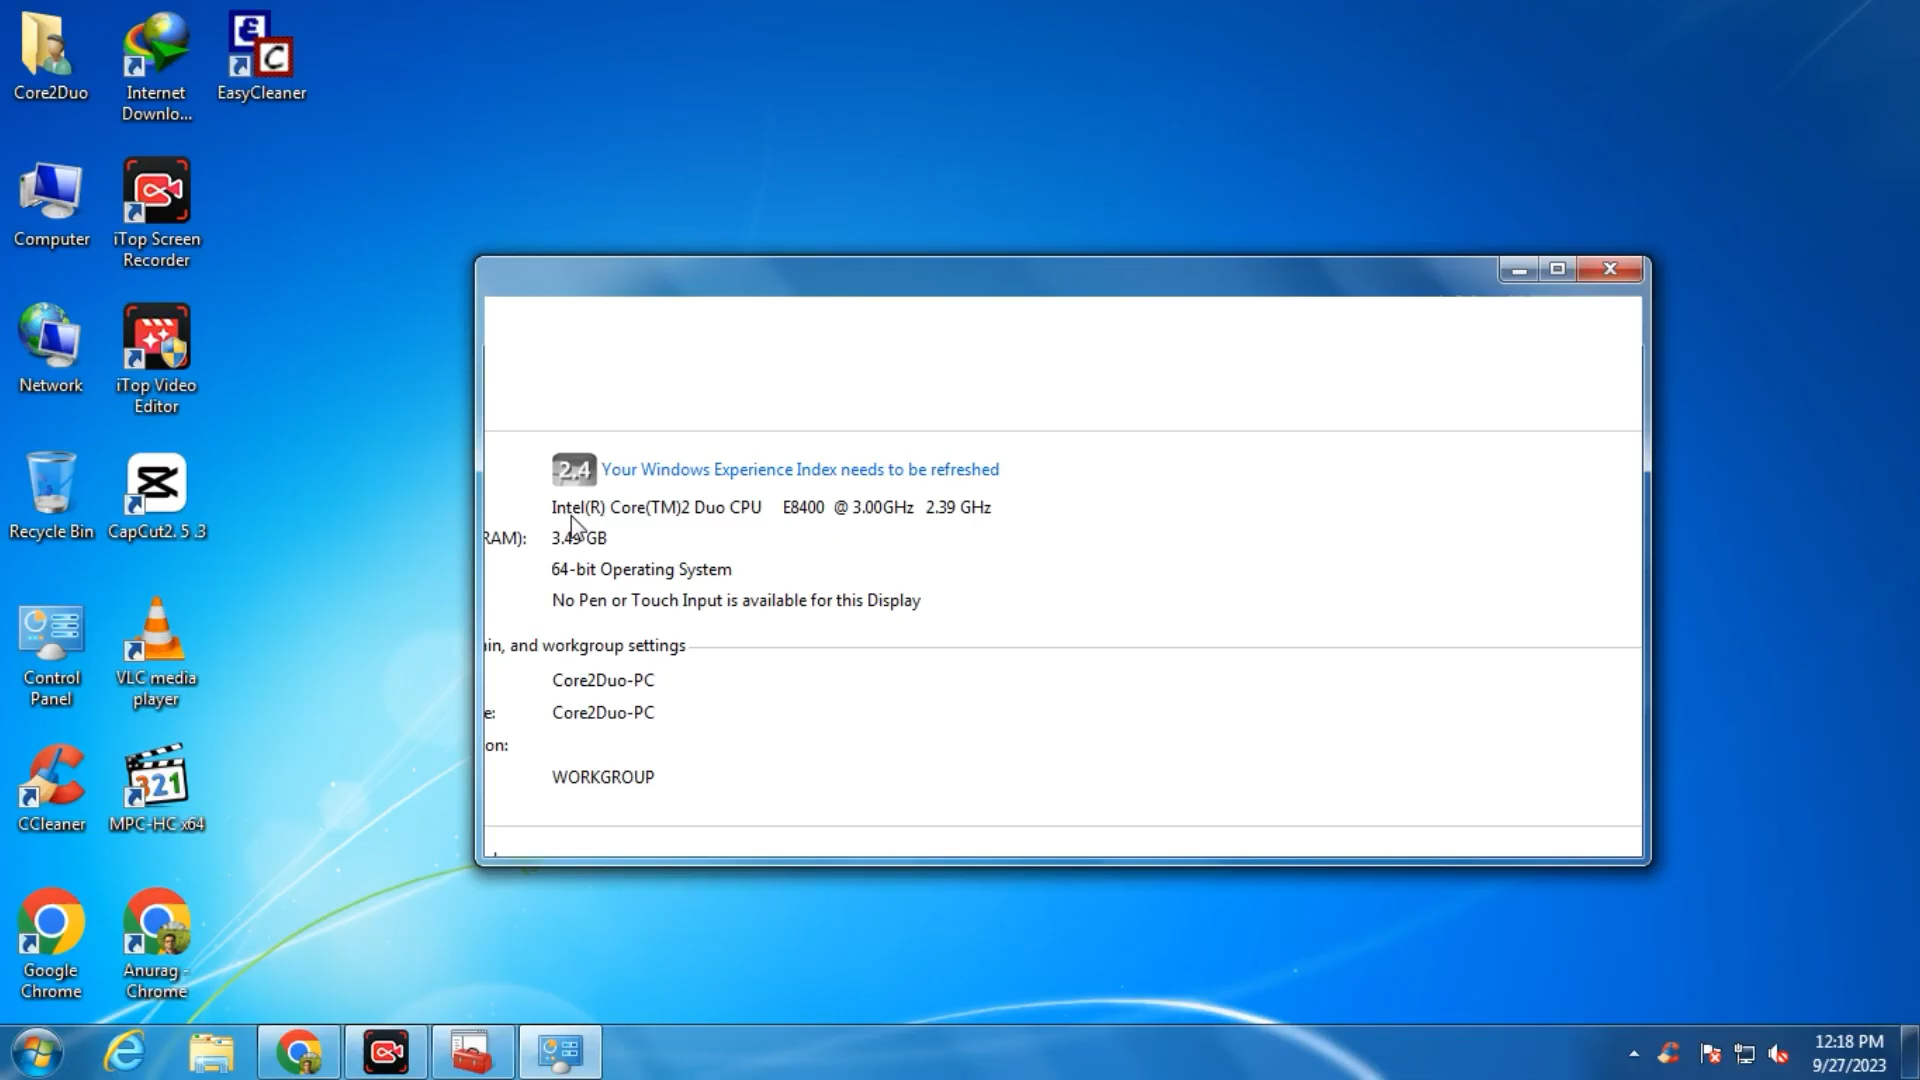 Core2Duo
Internet
Downlo...
EasyCleaner
Computer
iTop Screen
Recorder
Network
iTop Video
Editor
Recycle Bin
CapCut2. 5 .3
Control
Panel
VLC media
player
CCleaner
321
MPC-HC x64
Google
Chrome
Anurag -
Chrome
2.4 Your Windows Experience Index needs to be refreshed
Intel(R) Core(TM)2 Duo CPU E8400 @ 3.00GHz 2.39 GHz
RAM): GB
64-bit Operating System
No Pen or Touch Input is available for this Display
in, and workgroup settings
Core2Duo-PC
e: Core2Duo-PC
on:
WORKGROUP
12:18 PM
9/27/2023